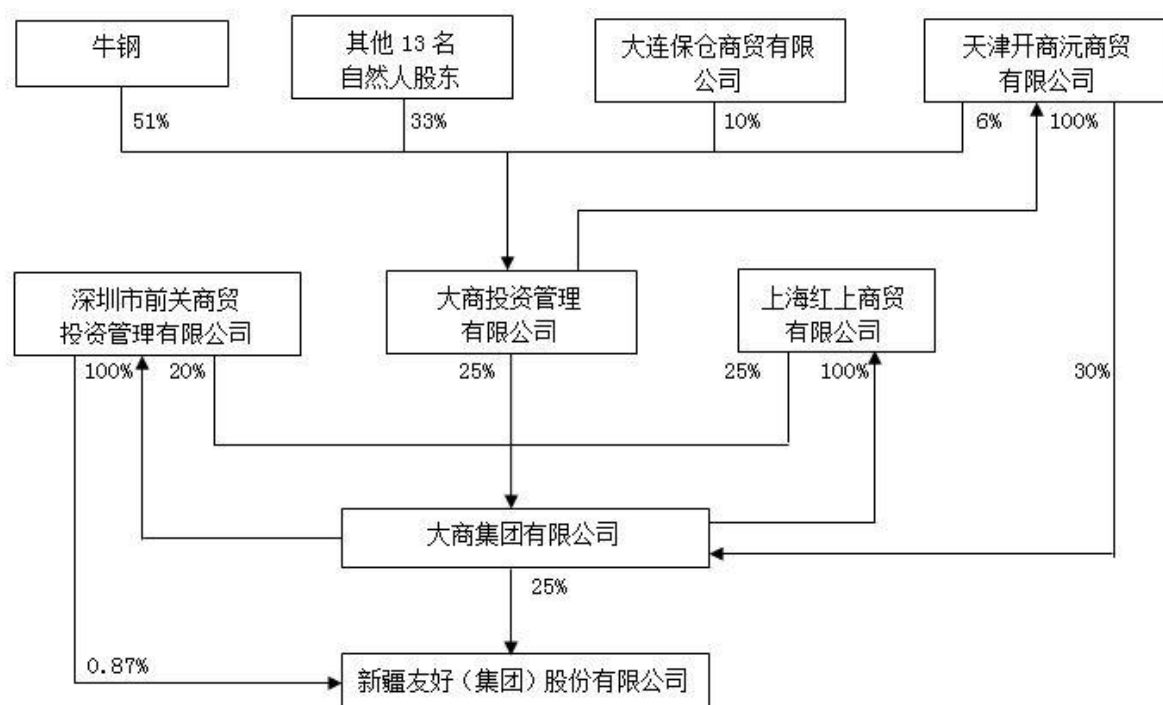 牛钢
其他 13 名
自然人股东
大连保仓商贸有限
公司
天津开商沅商贸
有限公司
51%
33%
10%
6%
100%
深圳市前关商贸
投资管理有限公司
大商投资管理
有限公司
上海红上商贸
有限公司
100%
20%
25%
25%
100%
30%
大商集团有限公司
25%
0.87%
新疆友好（集团）股份有限公司